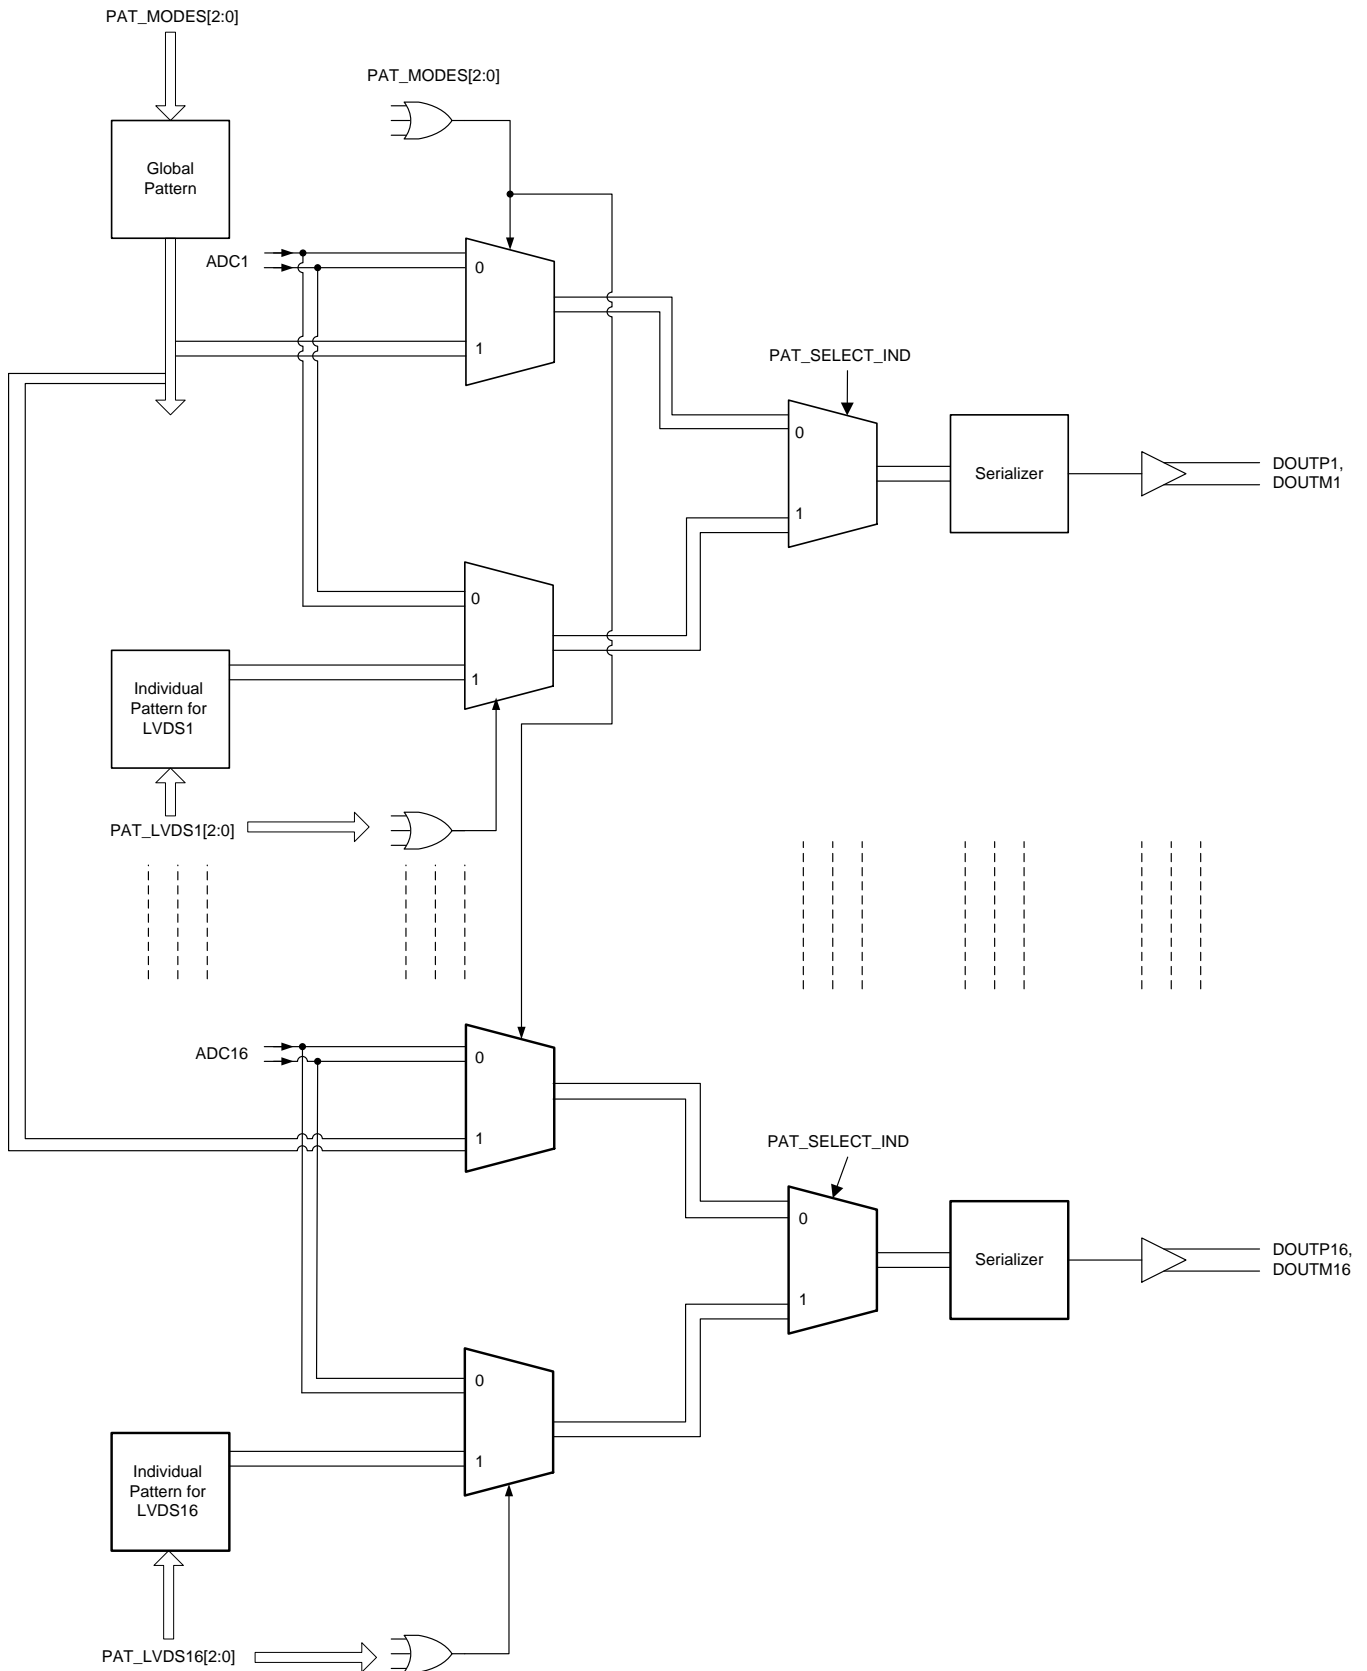 PAT_MODES[2:0]
PAT_MODES[2:0]
Global
Pattern
ADC1
0
1
PAT_SELECT_IND
0
1
Serializer
DOUTP1,
DOUTM1
0
1
Individual
Pattern for
LVDS1
PAT_LVDS1[2:0]
ADC16
0
1
PAT_SELECT_IND
0
1
Serializer
DOUTP16,
DOUTM16
0
1
Individual
Pattern for
LVDS16
PAT_LVDS16[2:0]